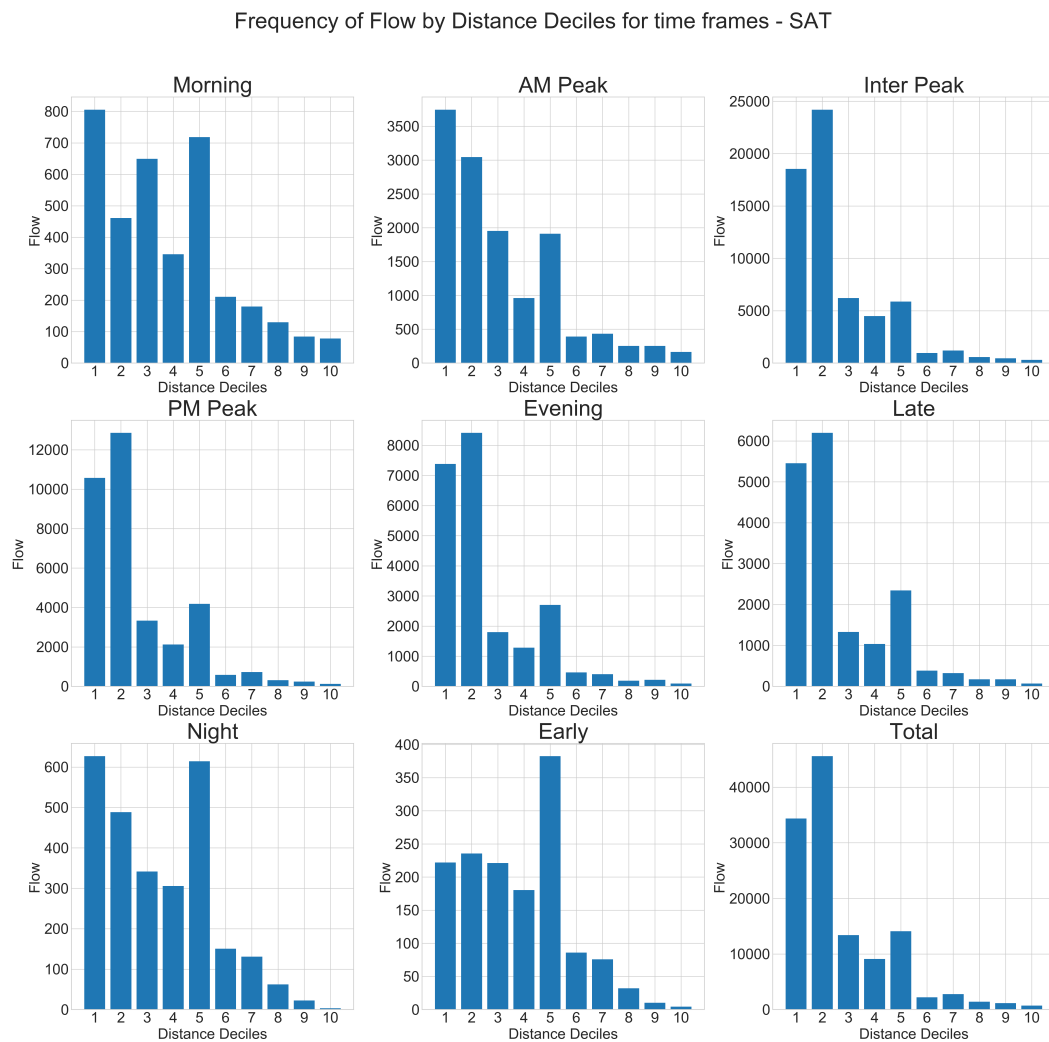 Frequency of Flow by Distance Deciles for time frames - SAT
Morning
800
700
600
500
400
300
200
100
0
Flow
1 2 3 4 5 6 7 8 9 10
Distance Deciles
AM Peak
3500
3000
2500
2000
1500
1000
500
0
Flow
1 2 3 4 5 6 7 8 9 10
Distance Deciles
Inter Peak
25000
20000
15000
10000
5000
0
Flow
1 2 3 4 5 6 7 8 9 10
Distance Deciles
PM Peak
12000
10000
8000
6000
4000
2000
0
Flow
1 2 3 4 5 6 7 8 9 10
Distance Deciles
Evening
8000
7000
6000
5000
4000
3000
2000
1000
0
Flow
1 2 3 4 5 6 7 8 9 10
Distance Deciles
Late
6000
5000
4000
3000
2000
1000
0
Flow
1 2 3 4 5 6 7 8 9 10
Distance Deciles
Night
600
500
400
300
200
100
0
Flow
1 2 3 4 5 6 7 8 9 10
Distance Deciles
Early
400
350
300
250
200
150
100
50
0
Flow
1 2 3 4 5 6 7 8 9 10
Distance Deciles
Total
40000
30000
20000
10000
0
Flow
1 2 3 4 5 6 7 8 9 10
Distance Deciles